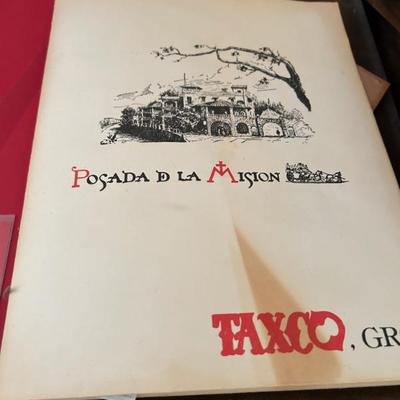 POSADA D LA MISION
TAXCO, GR